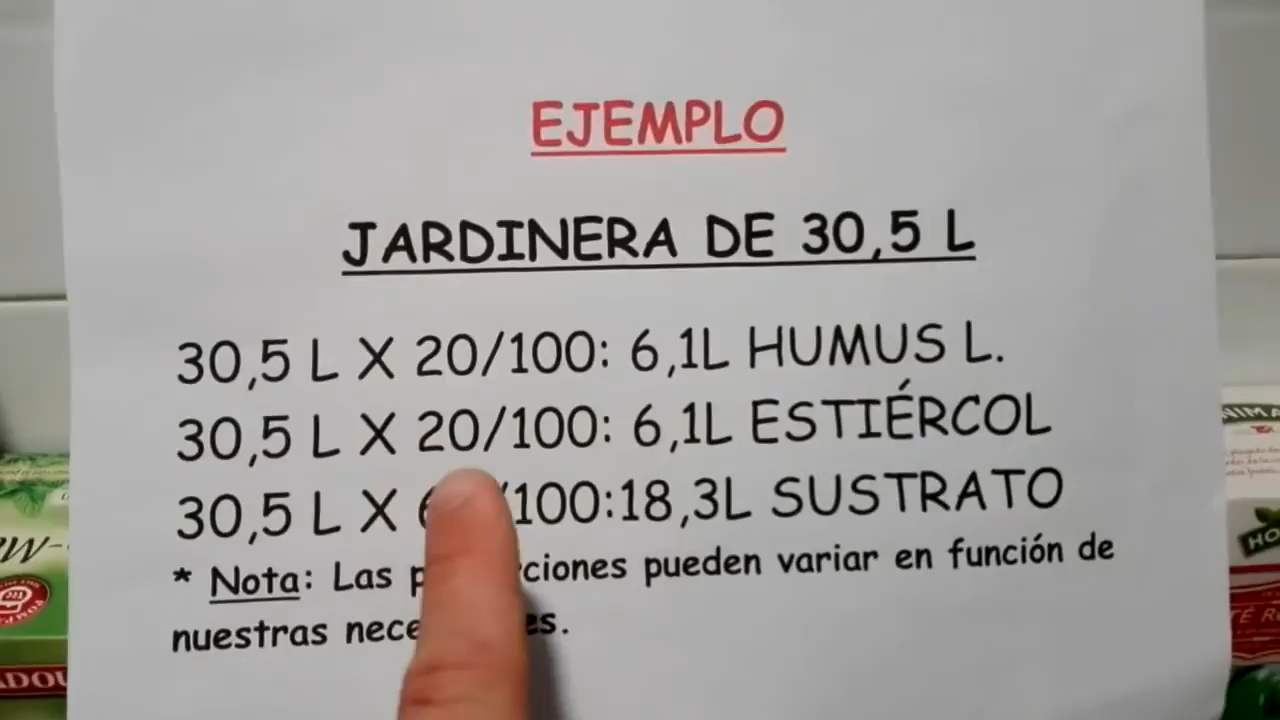 EJEMPLO
JARDINERA DE 30,5 L
30,5 L X 20/100: 6,1L HUMUS L.
30,5 L X 20/100: 6,1L ESTIÉRCOL
30,5 L X /100:18,3L SUSTRATO
* Nota: Las pueden variar en función de
nuestras